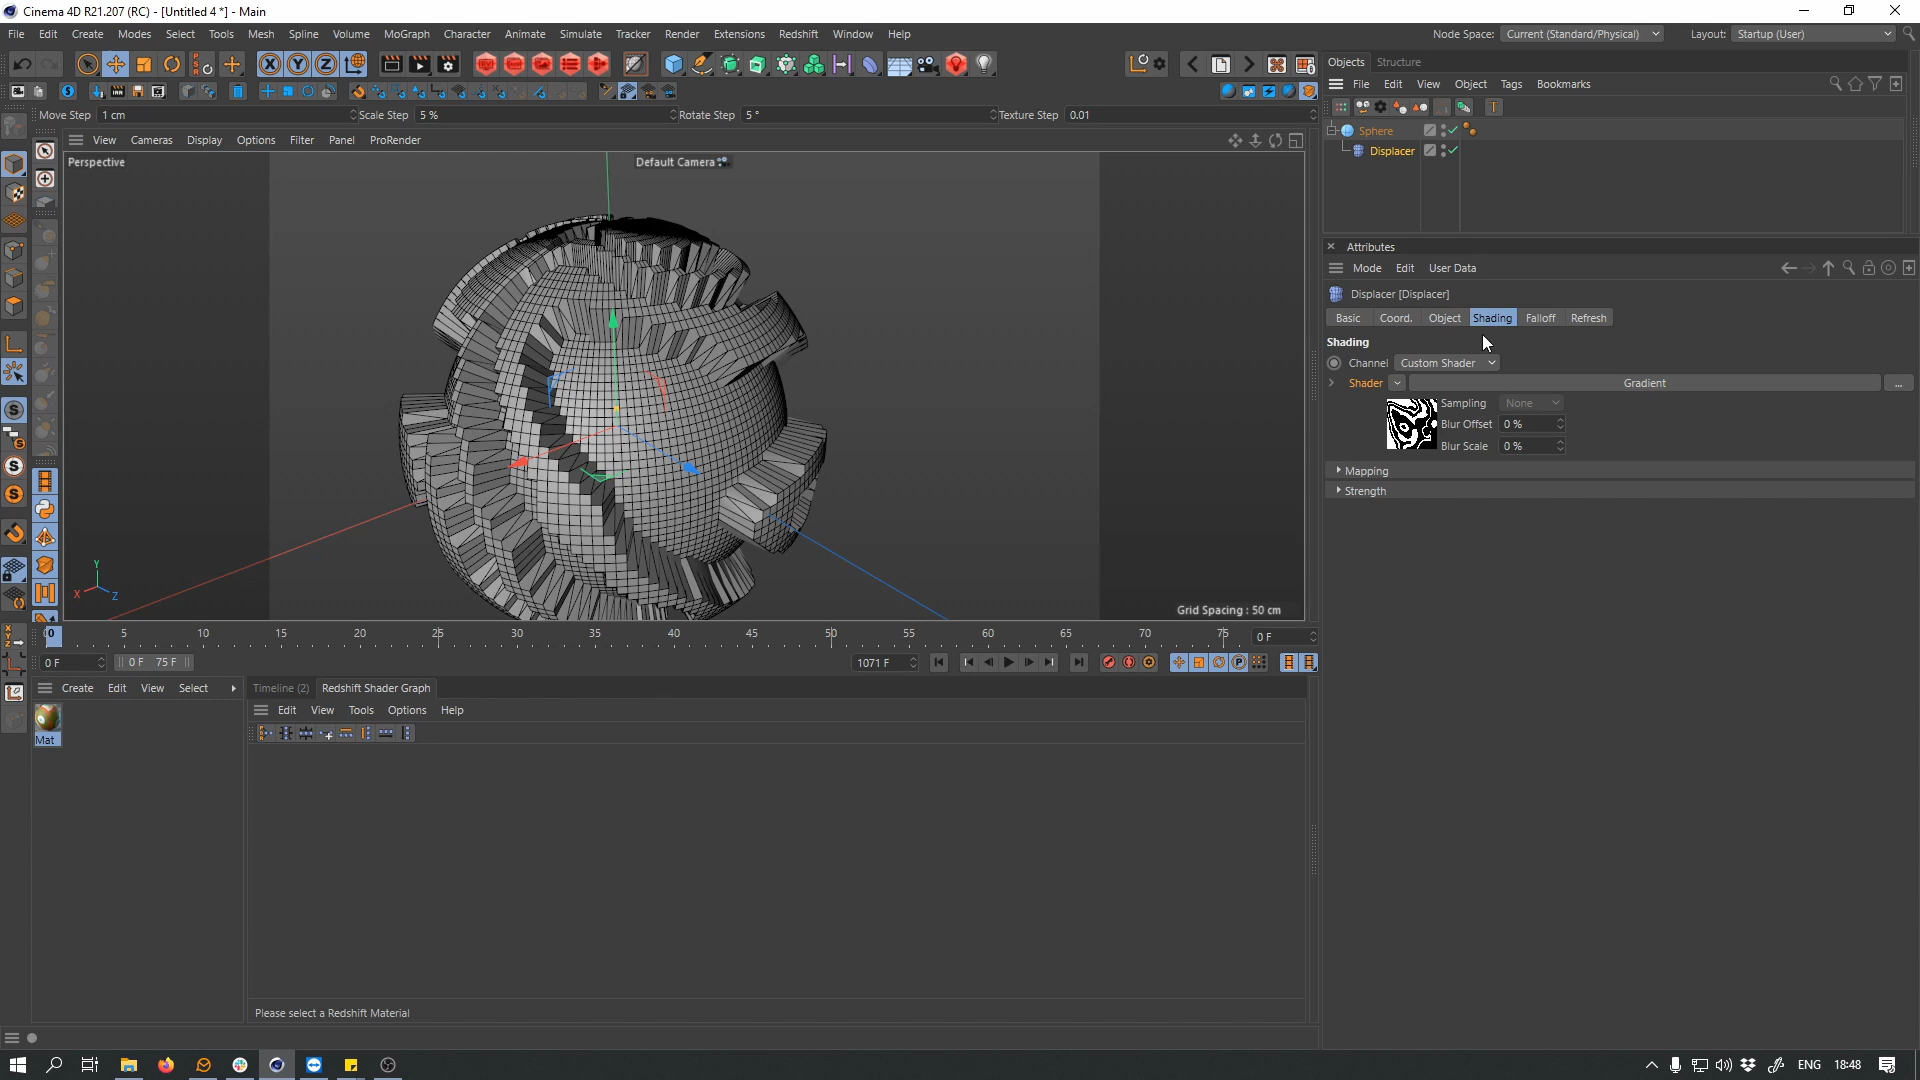 Cinema 4D R21.207 (RC) - [Untitled 4 *] - Main
File Edit Create Modes Select Tools Mesh Spline Volume MoGraph Character Animate Simulate Tracker Render Extensions Redshift Window Help
Node Space: Current (Standard/Physical) Layout: Startup (User)
Objects Structure
File Edit View Object Tags Bookmarks
Move Step 1 cm Scale Step 5 % Rotate Step 5 ° Texture Step 0.01
Sphere
Displacer
View Cameras Display Options Filter Panel ProRender
Perspective Default Camera
Attributes
Mode Edit User Data
Displacer [Displacer]
Basic Coord. Object Shading Falloff Refresh
Shading
Channel Custom Shader
Shader Gradient ...
Sampling None
Blur Offset 0 %
Blur Scale 0 %
Mapping
Strength
Y
X Z
Grid Spacing : 50 cm
0 5 10 15 20 25 30 35 40 45 50 55 60 65 70 75 0 F
0 F 0 F 75 F 1071 F
Create Edit View Select Timeline (2) Redshift Shader Graph
Edit View Tools Options Help
Mat
Please select a Redshift Material
ENG 18:48